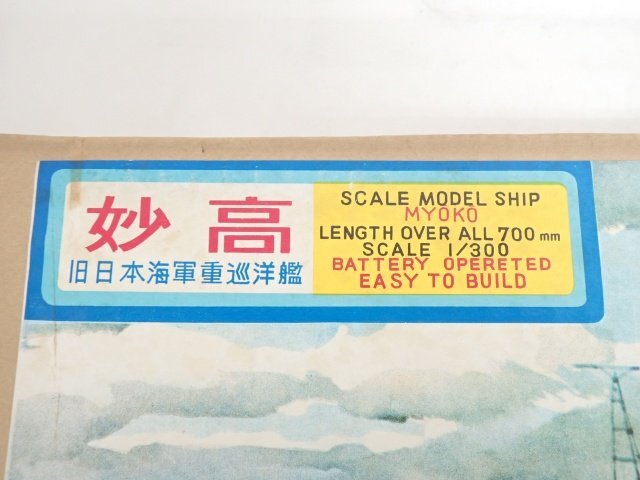 妙高
旧日本海軍重巡洋艦
SCALE MODEL SHIP
MYOKO
LENGTH OVER ALL 700 mm
SCALE 1/300
BATTERY OPERETED
EASY TO BUILD